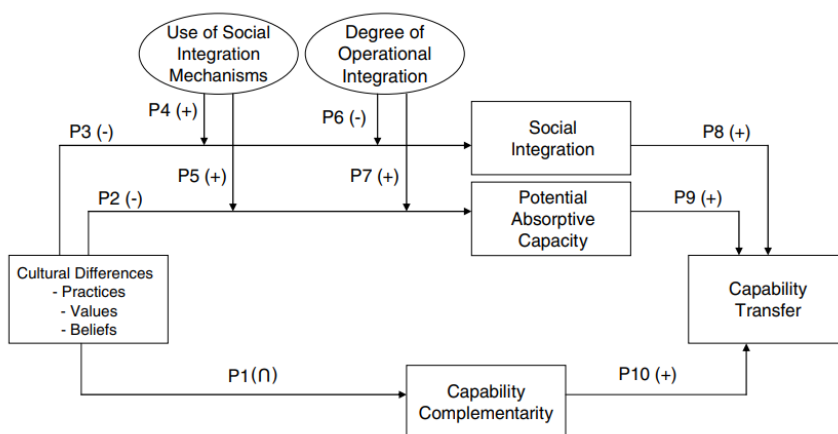 Use of Social
Integration
Mechanisms
Degree of
Operational
Integration
P4 (+)
P6 (-)
P3 (-)
Social
Integration
P8 (+)
P5 (+)
P7 (+)
P2 (-)
Potential
Absorptive
Capacity
P9 (+)
Cultural Differences
- Practices
- Values
- Beliefs
Capability
Transfer
P1(∩)
Capability
Complementarity
P10 (+)